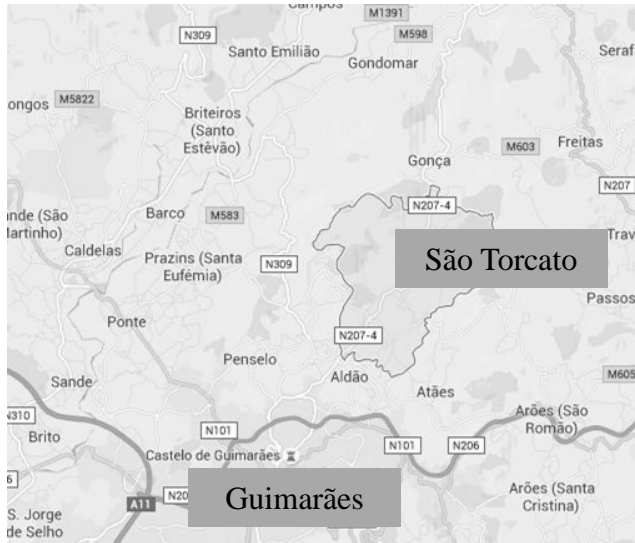 Campos
M1391
N309
M598
Santo Emilião
Gondomar
Seraf
ongos
M5822
Briteiros
(Santo
Estêvão)
M603
Freitas
Gonça
N207
N207-4
ande (São
Martinho)
Barco
M583
Trav
Caldelas
Prazins (Santa
Eufémia)
N309
São Torcato
Passos
Ponte
N207-4
Penselo
Aldão
M605
Sande
Atães
N310
Arões (São
Romão)
Brito
N101
N101
N206
Castelo de Guimarães
6
A11
N20
Guimarães
Arões (Santa
Cristina)
S. Jorge
de Selho